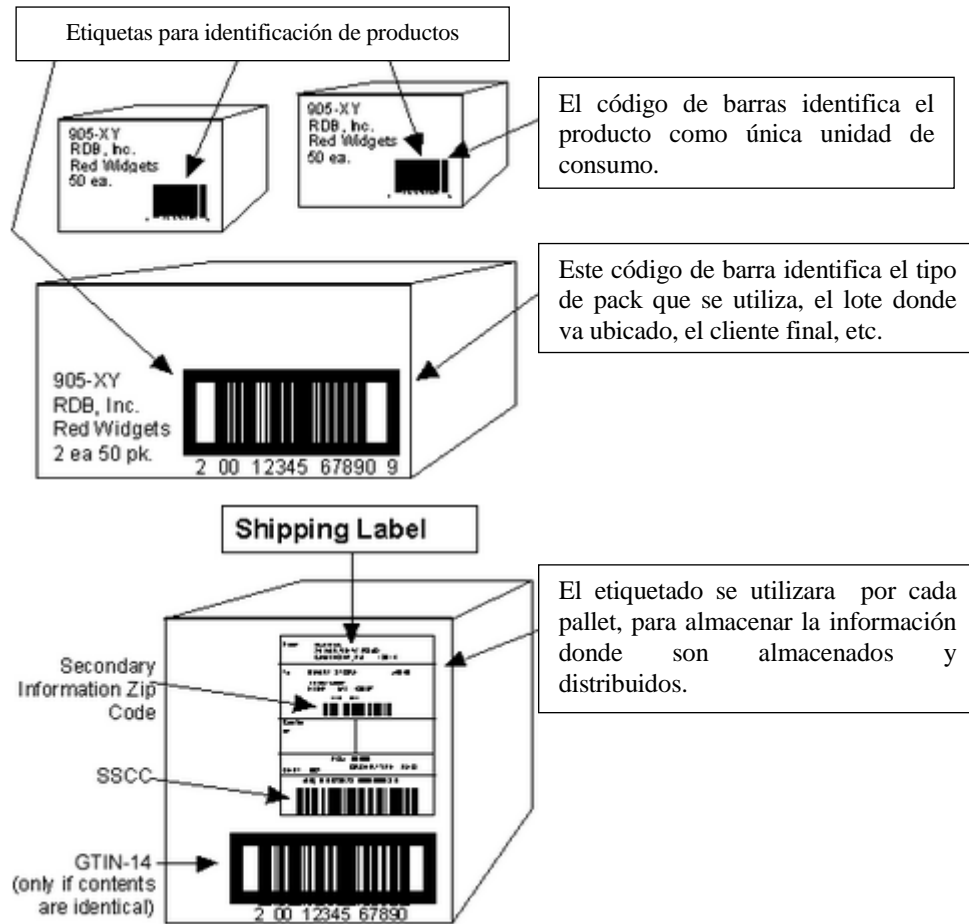 Etiquetas para identificación de productos
905-XY
RDB, Inc.
Red Widgets
50 ea.
905-XY
RDB, Inc.
Red Widgets
50 ea.
El código de barras identifica el
producto como única unidad de
consumo.
Este código de barra identifica el tipo
de pack que se utiliza, el lote donde
va ubicado, el cliente final, etc.
905-XY
RDB, Inc.
Red Widgets
2 ea 50 pk.
2 00 12345 67890 9
Shipping Label
El etiquetado se utilizara por cada
pallet, para almacenar la información
donde son almacenados y
distribuidos.
Secondary
Information Zip
Code
SSCC
GTIN-14
(only if contents
are identical)
2 00 12345 67890